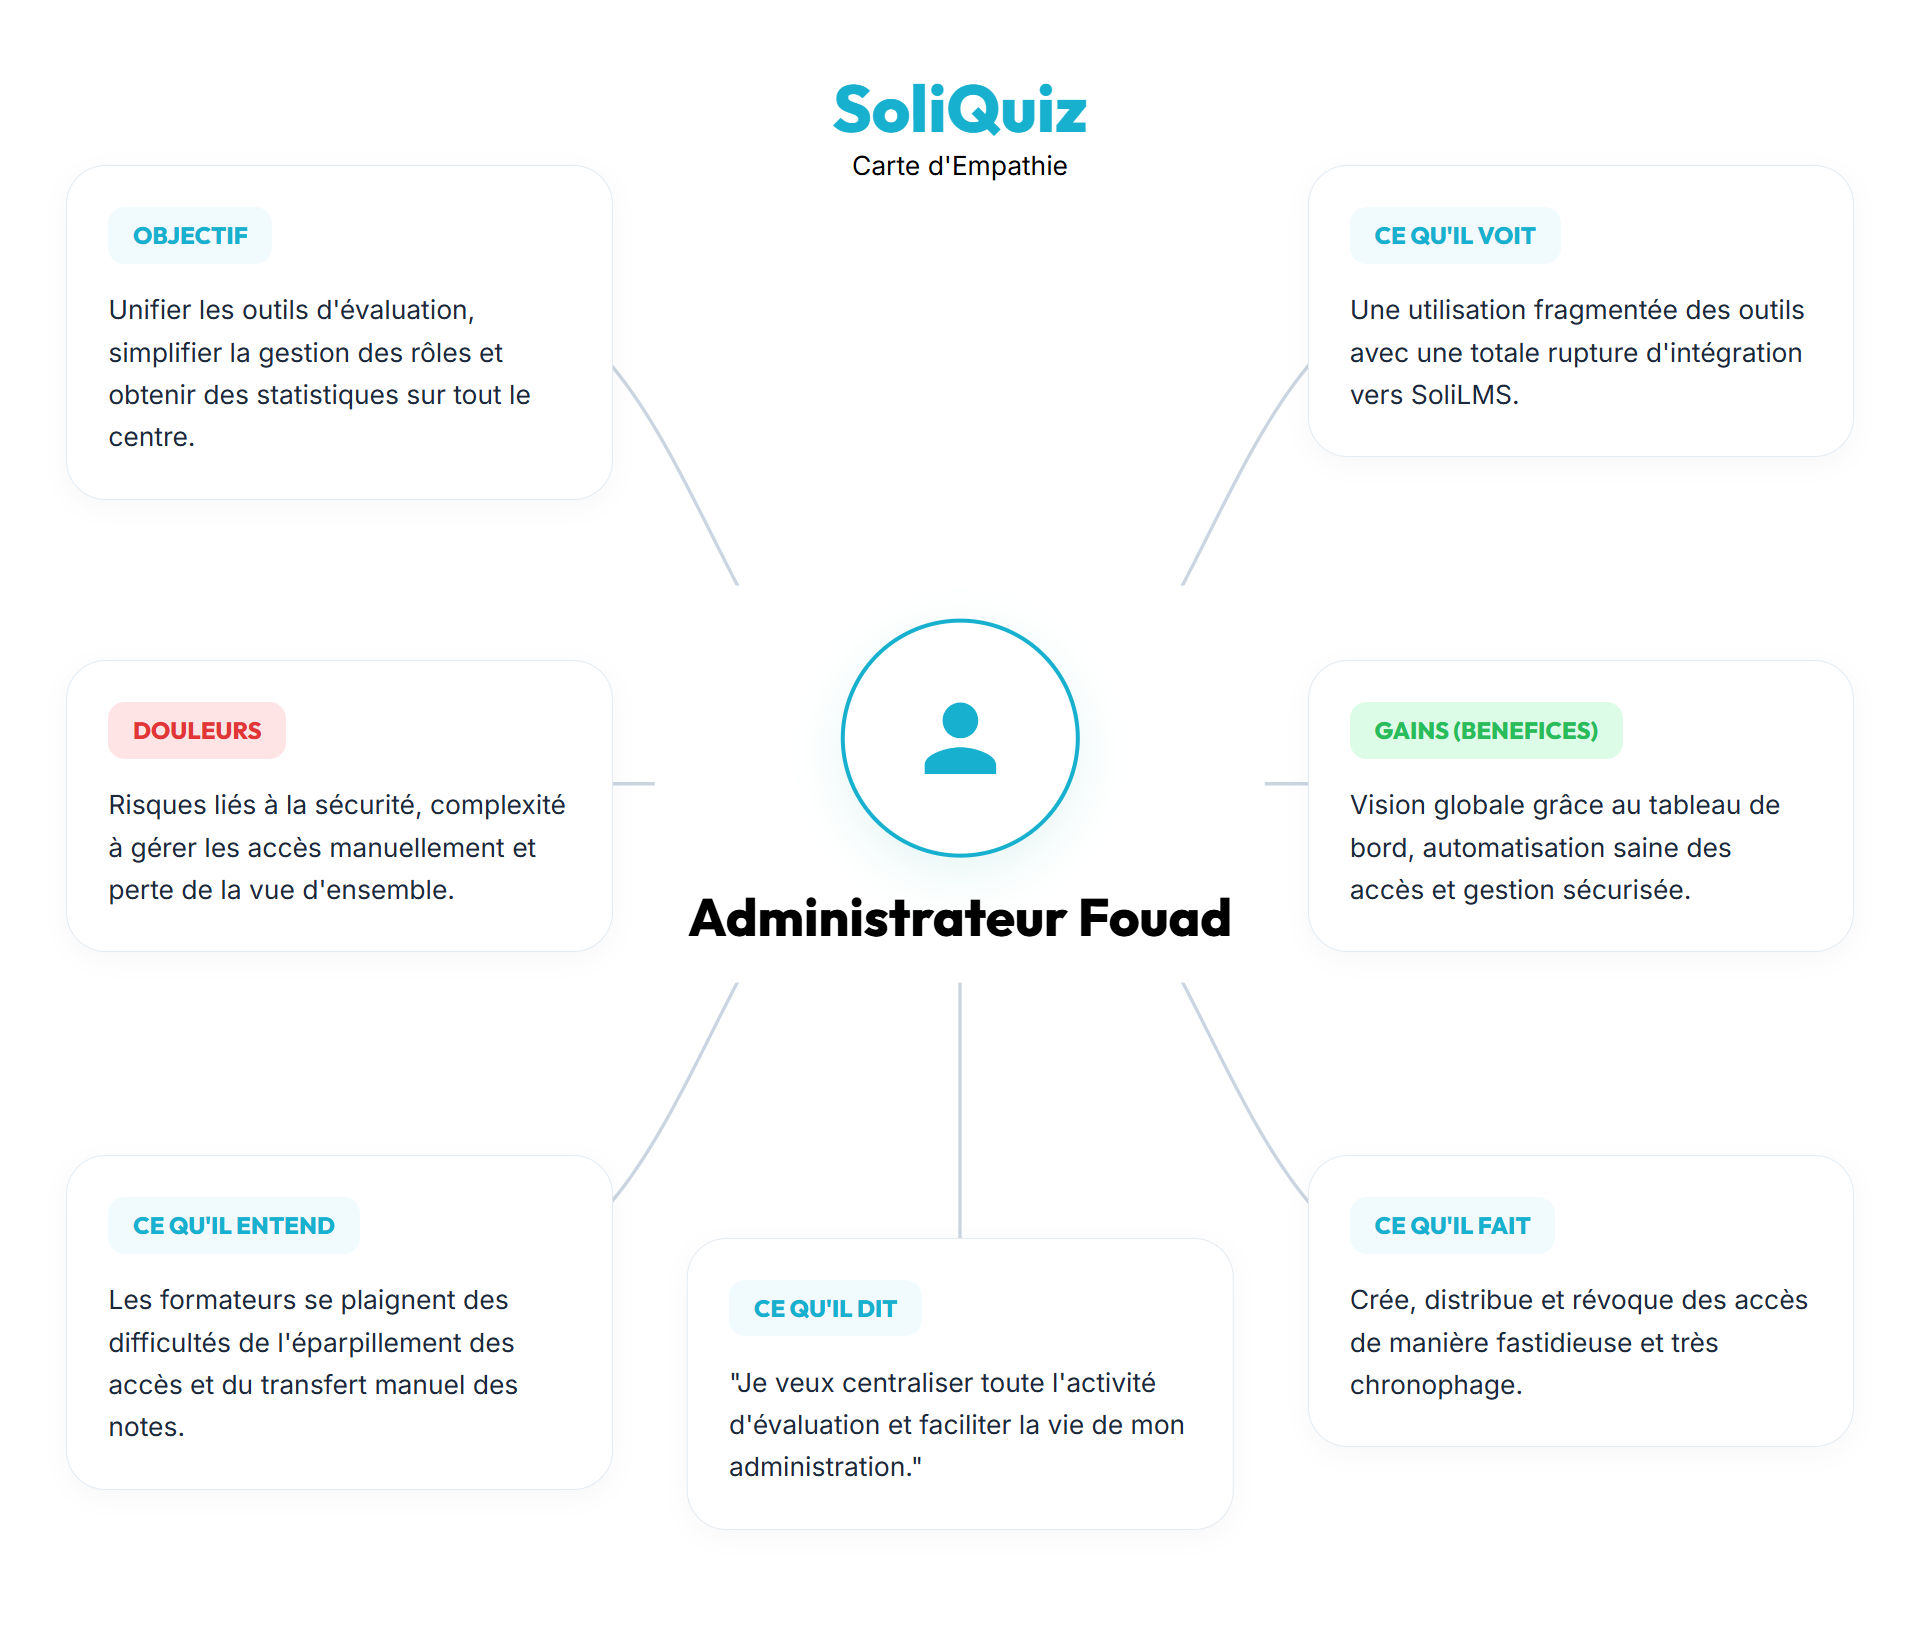 SoliQuiz
Carte d'Empathie
OBJECTIF
Unifier les outils d'évaluation,
simplifier la gestion des rôles et
obtenir des statistiques sur tout le
centre.
CE QU'IL VOIT
Une utilisation fragmentée des outils
avec une totale rupture d'intégration
vers SoliLMS.
DOULEURS
Risques liés à la sécurité, complexité
à gérer les accès manuellement et
perte de la vue d'ensemble.
Administrateur Fouad
GAINS (BENEFICES)
Vision globale grâce au tableau de
bord, automatisation saine des
accès et gestion sécurisée.
CE QU'IL ENTEND
Les formateurs se plaignent des
difficultés de l'éparpillement des
accès et du transfert manuel des
notes.
CE QU'IL DIT
"Je veux centraliser toute l'activité
d'évaluation et faciliter la vie de mon
administration."
CE QU'IL FAIT
Crée, distribue et révoque des accès
de manière fastidieuse et très
chronophage.